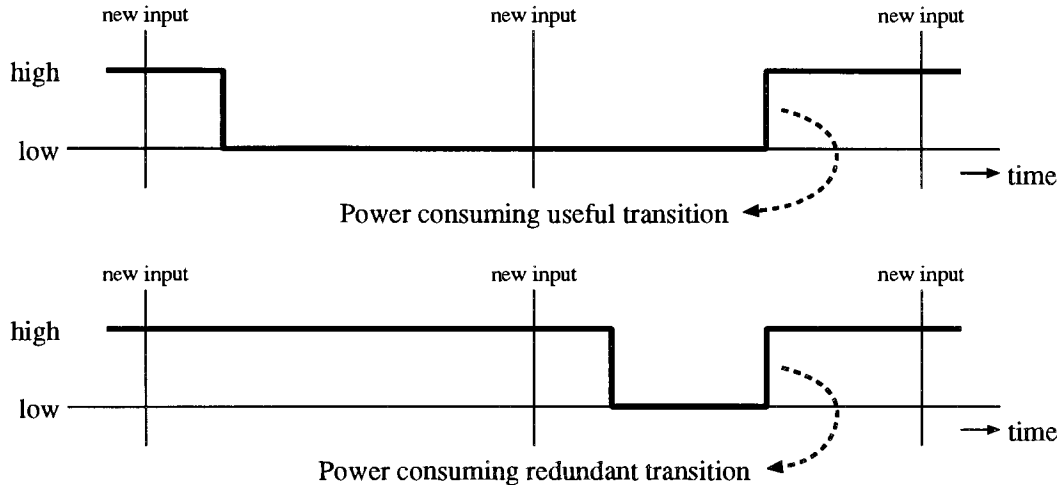 new input new input new input
high
low
time
Power consuming useful transition
new input new input new input
high
low
time
Power consuming redundant transition